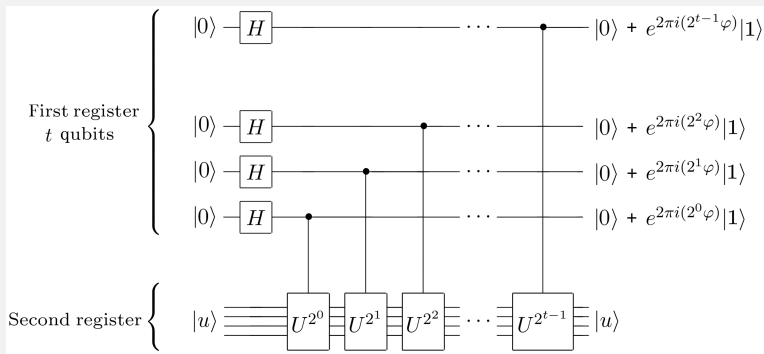 |0⟩ H ··· |0⟩ + e^{2πi(2^{t−1}φ)}|1⟩
First register
t qubits
|0⟩ H ··· |0⟩ + e^{2πi(2^2φ)}|1⟩
|0⟩ H ··· |0⟩ + e^{2πi(2^1φ)}|1⟩
|0⟩ H ··· |0⟩ + e^{2πi(2^0φ)}|1⟩
Second register |u⟩ U^{2^0} U^{2^1} U^{2^2} ··· U^{2^{t−1}} |u⟩